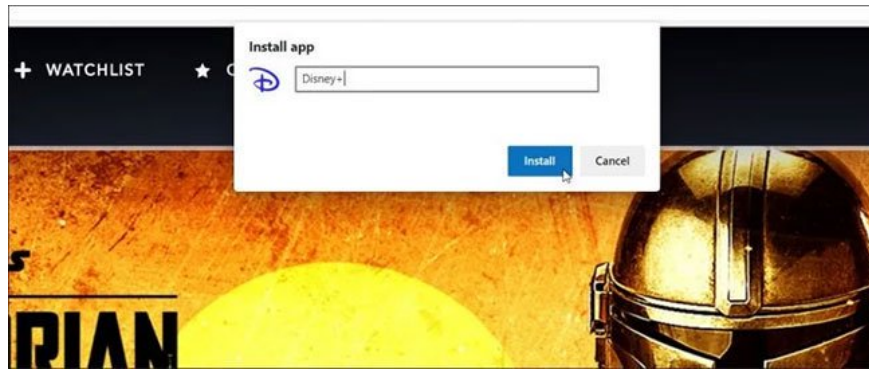 Install app
+ WATCHLIST
Disney+
Install Cancel
RIAN